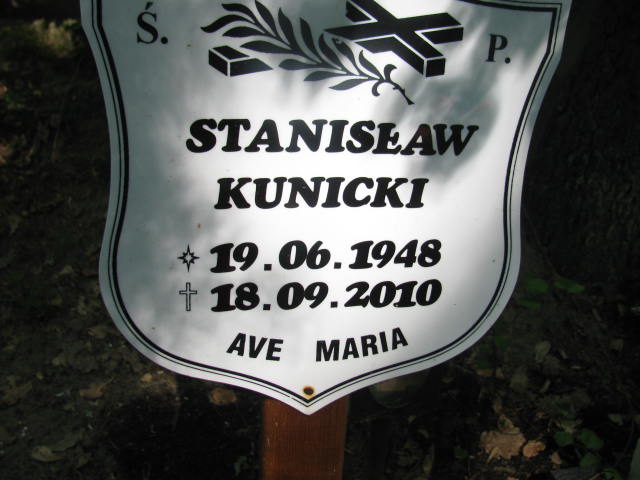 Ś. P.
STANISŁAW
KUNICKI
19.06.1948
18.09.2010
AVE MARIA